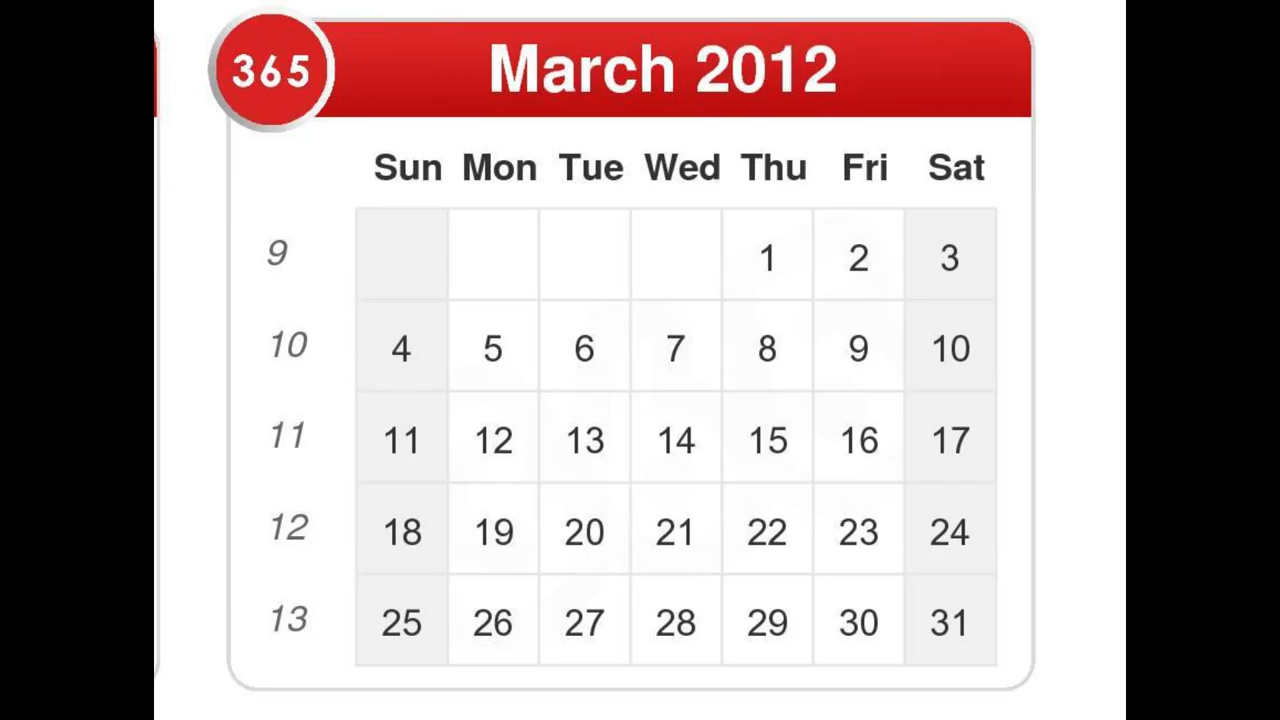 365 March 2012
Sun Mon Tue Wed Thu Fri Sat
9 1 2 3
10 4 5 6 7 8 9 10
11 11 12 13 14 15 16 17
12 18 19 20 21 22 23 24
13 25 26 27 28 29 30 31